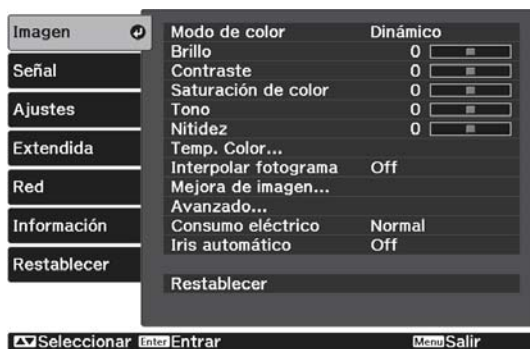 Imagen
Señal
Ajustes
Extendida
Red
Información
Restablecer
Modo de color Dinámico
Brillo 0
Contraste 0
Saturación de color 0
Tono 0
Nitidez 0
Temp. Color...
Interpolar fotograma Off
Mejora de imagen...
Avanzado...
Consumo eléctrico Normal
Iris automático Off
Restablecer
Seleccionar Enter Entrar Menu Salir